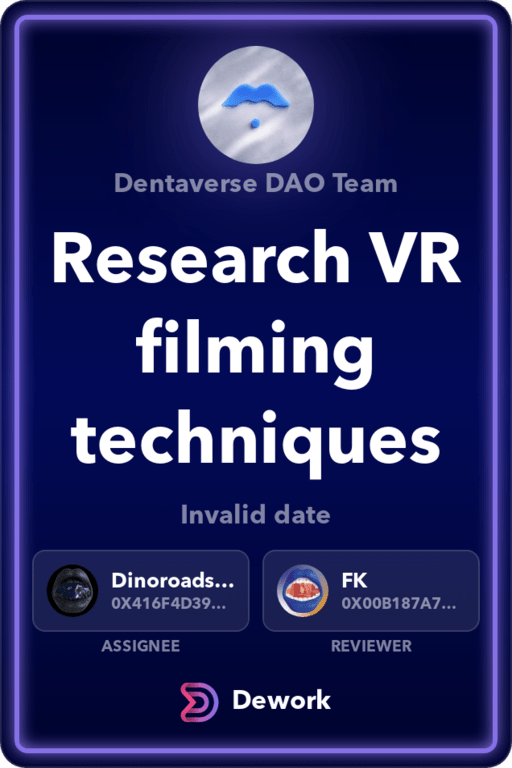 Dentaverse DAO Team
Research VR
filming
techniques
Invalid date
Dinoroads...
0X416F4D39...
FK
0X00B187A7...
ASSIGNEE
REVIEWER
Dework